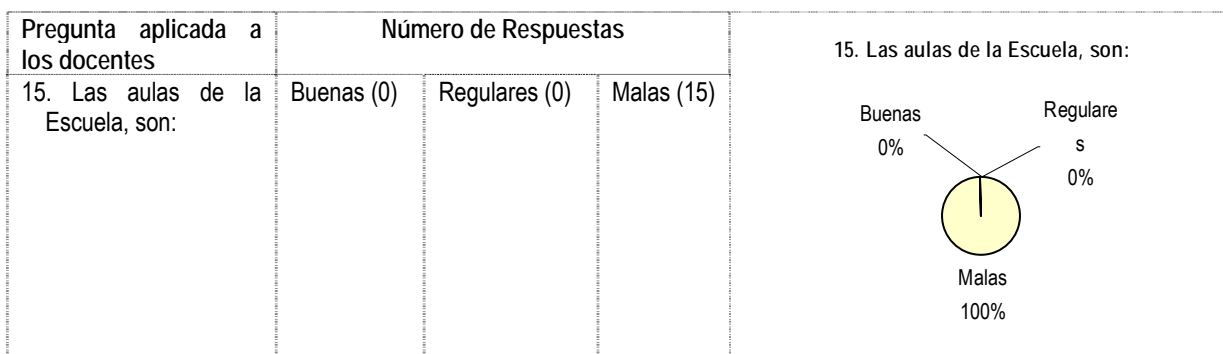 Pregunta aplicada a
los docentes
Número de Respuestas
15. Las aulas de la
Escuela, son:
Buenas (0)
Regulares (0)
Malas (15)
15. Las aulas de la Escuela, son:
Buenas
0%
Regulare
s
0%
Malas
100%